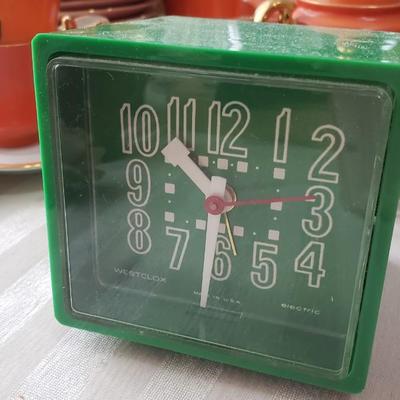 10 11 12 1
9 2
8 3
7 6 5 4
WESTCLOX
MADE IN U.S.A.
electric